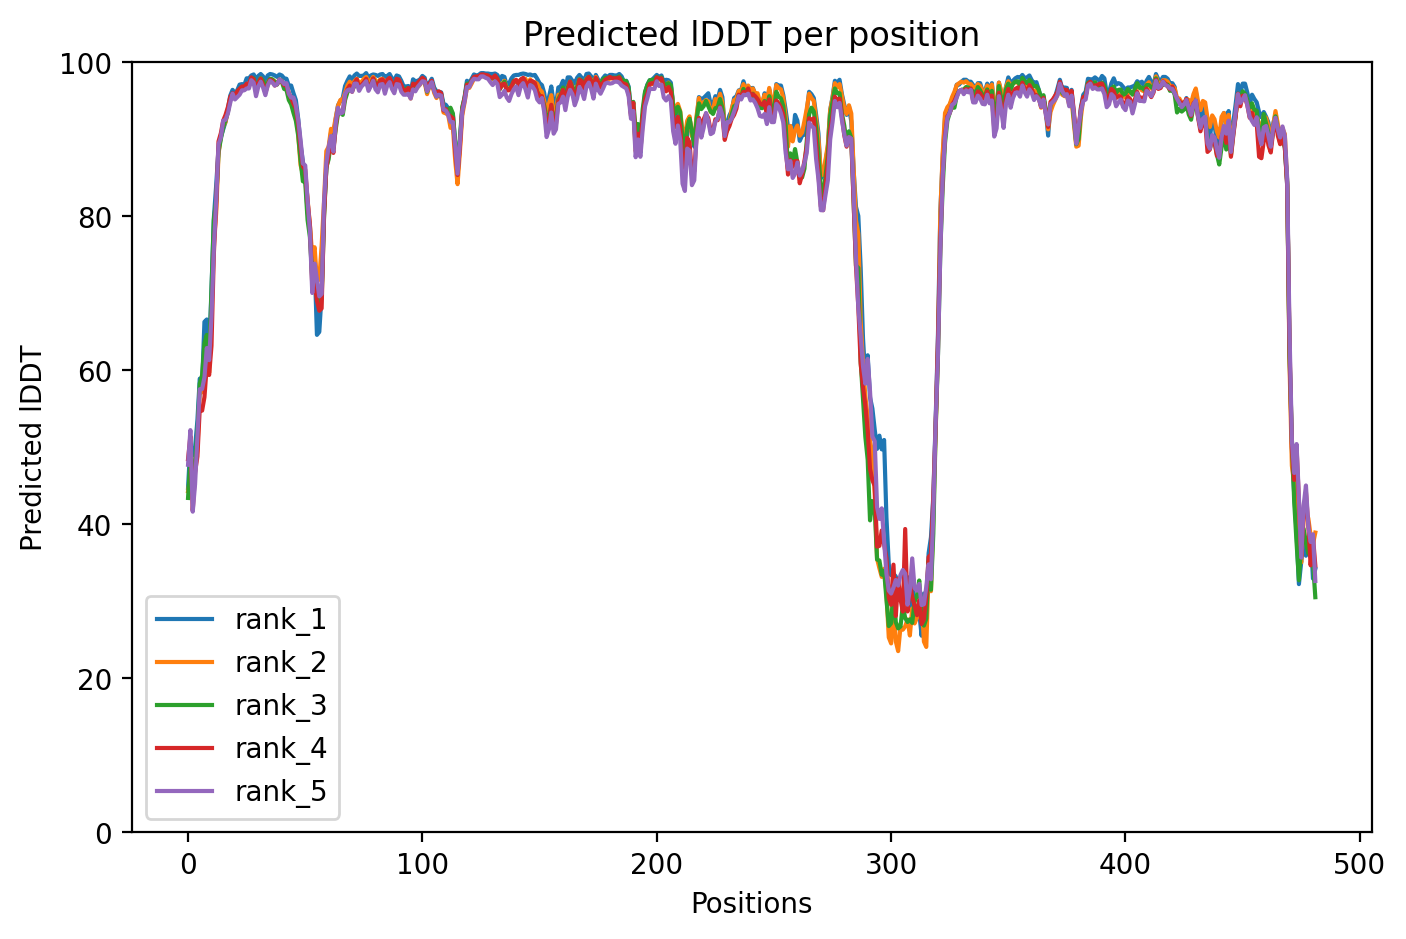 Predicted lDDT per position
100
80
60
40
20
0
Predicted lDDT
rank_1
rank_2
rank_3
rank_4
rank_5
0 100 200 300 400 500
Positions